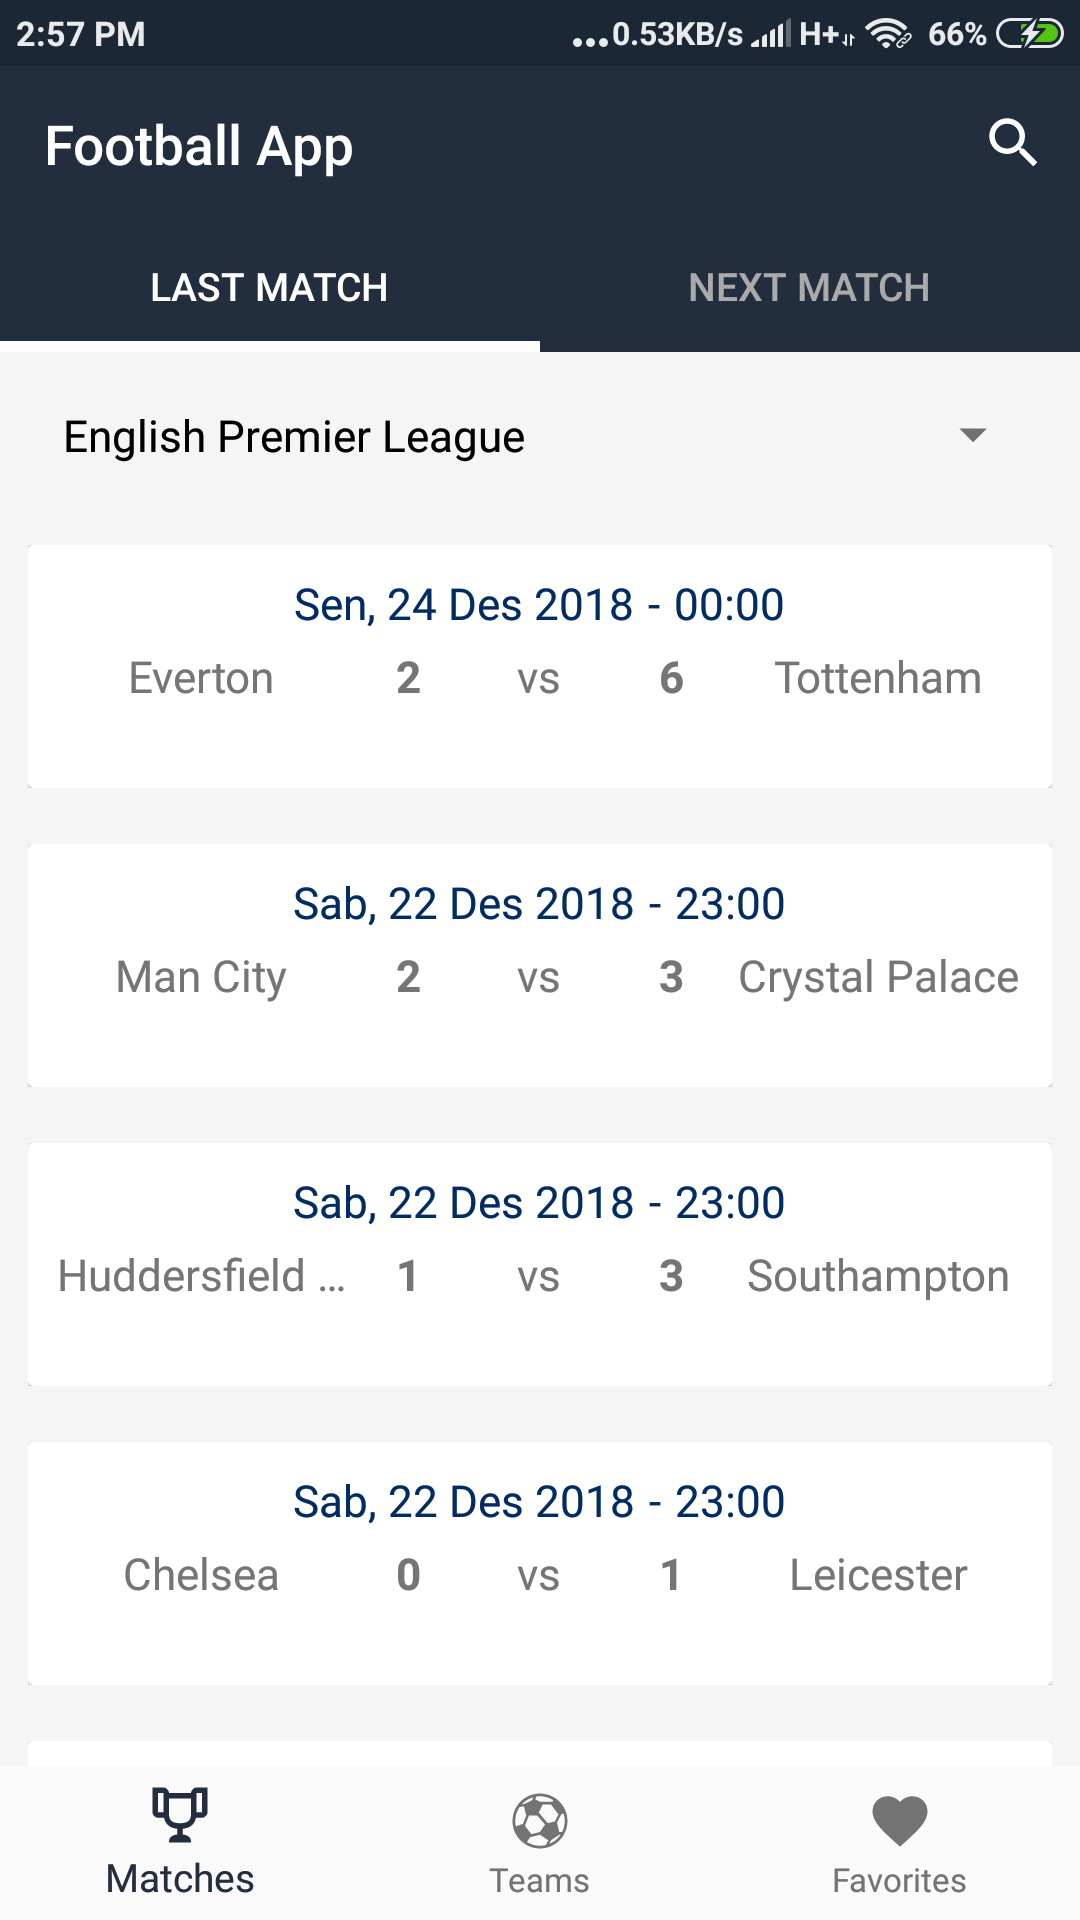 2:57 PM ...0.53KB/s H+ 66%
Football App
LAST MATCH NEXT MATCH
English Premier League
Sen, 24 Des 2018 - 00:00
Everton 2 vs 6 Tottenham
Sab, 22 Des 2018 - 23:00
Man City 2 vs 3 Crystal Palace
Sab, 22 Des 2018 - 23:00
Huddersfield ... 1 vs 3 Southampton
Sab, 22 Des 2018 - 23:00
Chelsea 0 vs 1 Leicester
Matches Teams Favorites